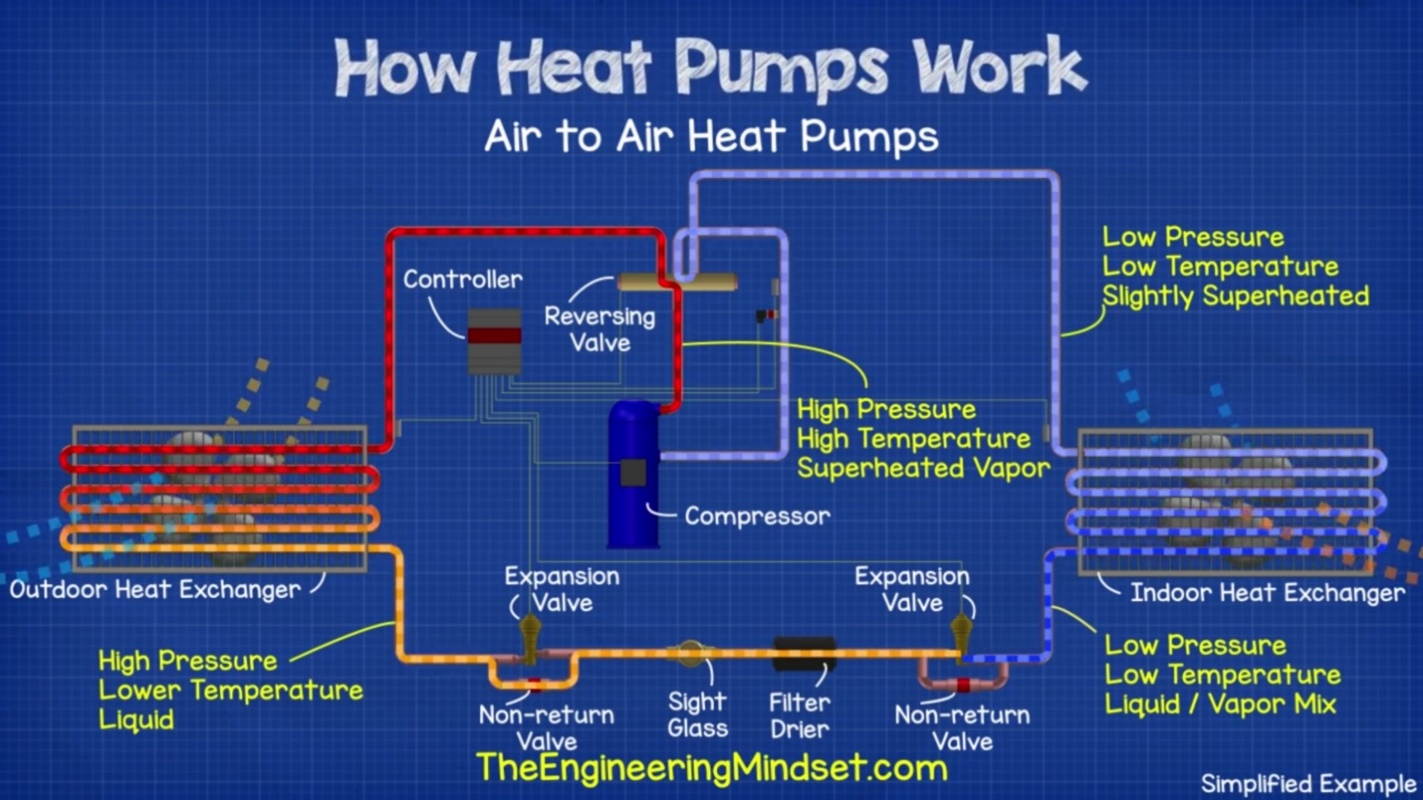 How Heat Pumps Work
Air to Air Heat Pumps
Low Pressure
Low Temperature
Slightly Superheated
Controller
Reversing
Valve
High Pressure
High Temperature
Superheated Vapor
Compressor
Outdoor Heat Exchanger
Expansion
Valve
Expansion
Valve
Indoor Heat Exchanger
High Pressure
Lower Temperature
Liquid
Low Pressure
Low Temperature
Liquid / Vapor Mix
Non-return
Valve
Sight
Glass
Filter
Drier
Non-return
Valve
TheEngineeringMindset.com
Simplified Example